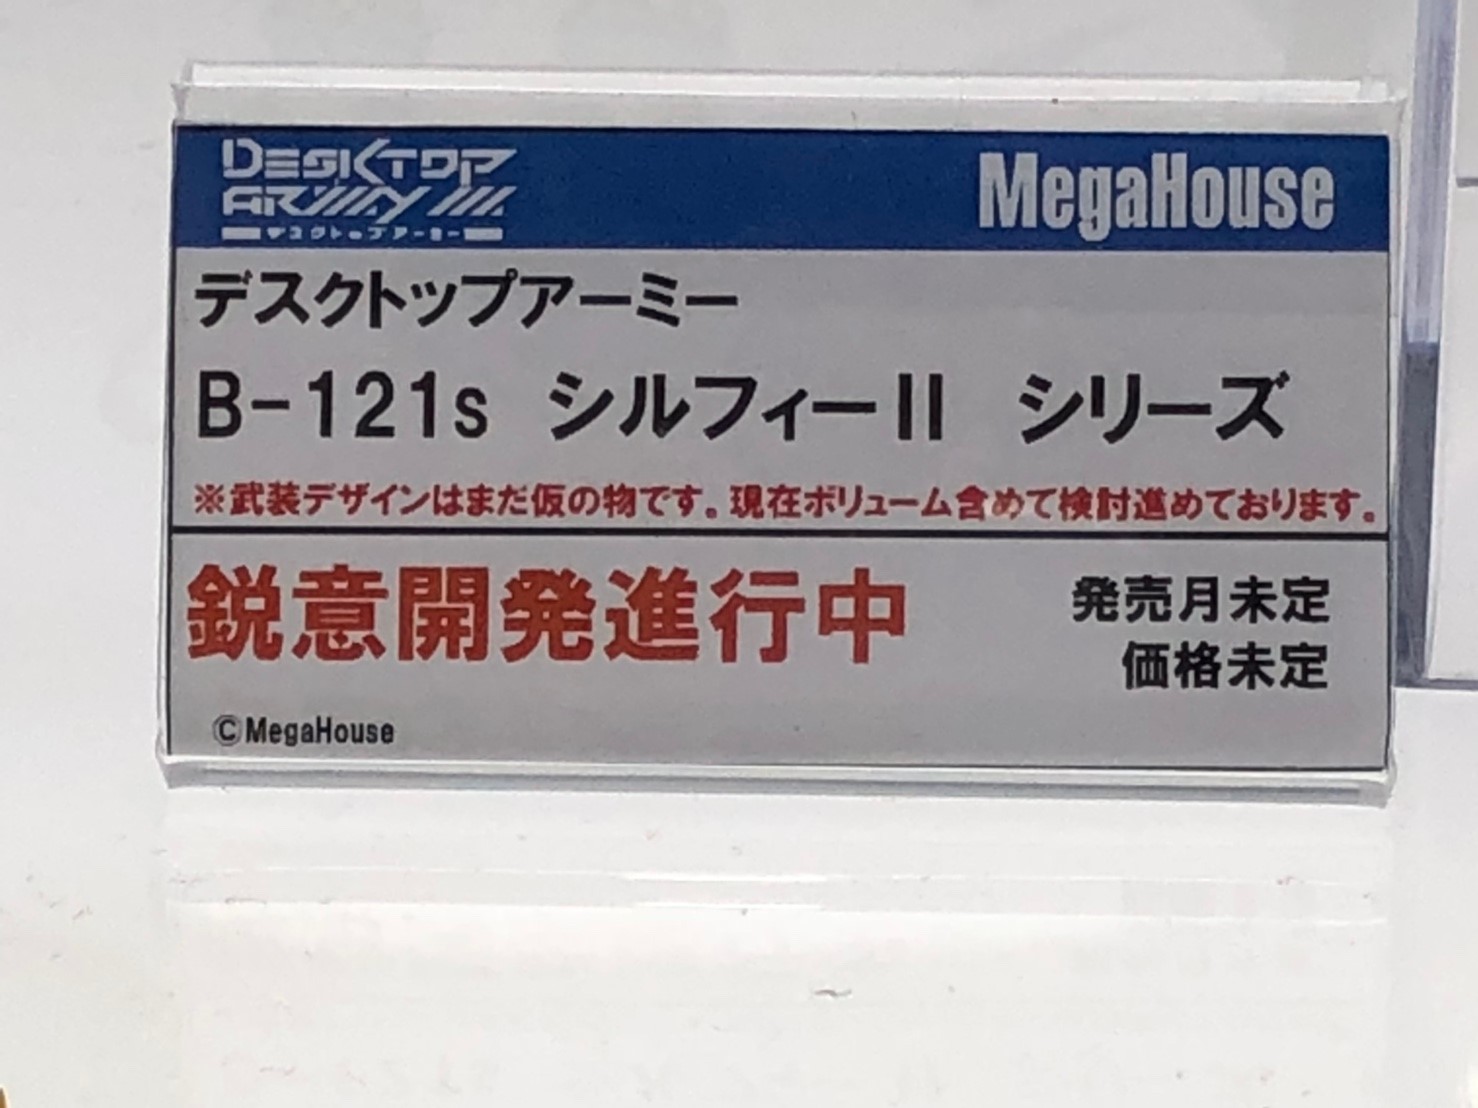 DESKTOP
ARMY
デスクトップアーミー
MegaHouse
デスクトップアーミー
B-121s シルフィーII シリーズ
※武装デザインはまだ仮の物です。現在ボリューム含めて検討進めております。
鋭意開発進行中
発売月未定
価格未定
©MegaHouse